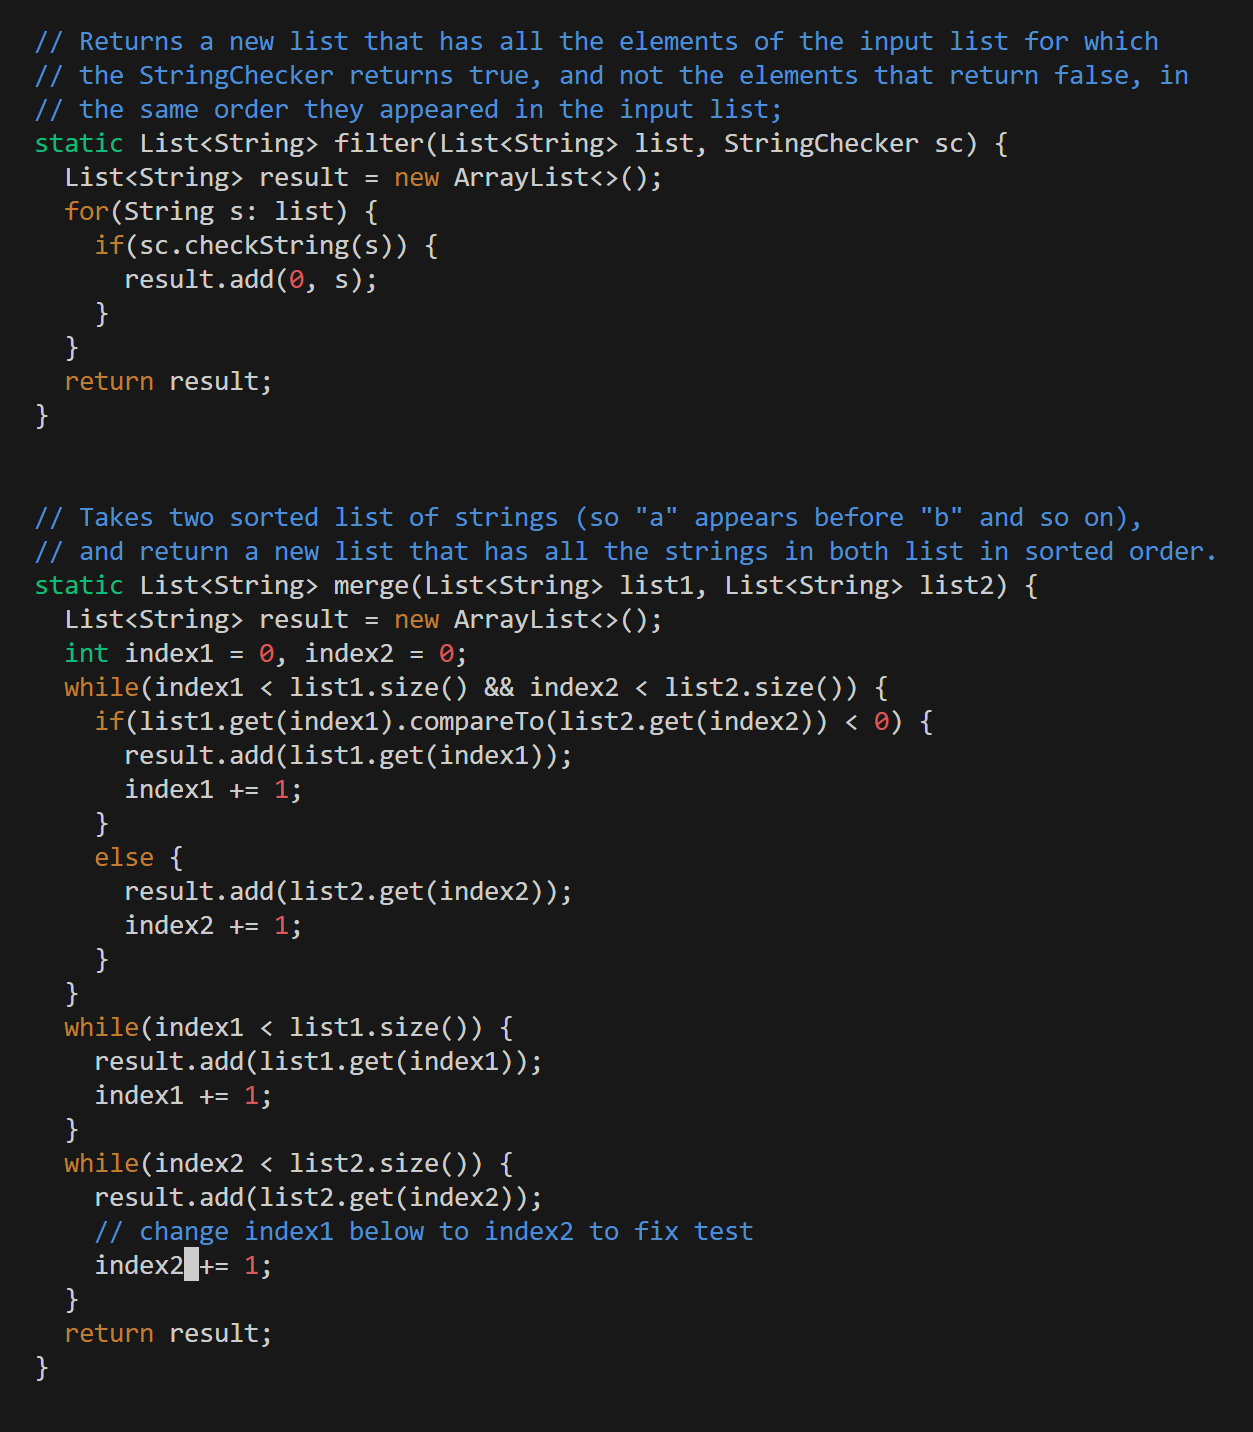 // Returns a new list that has all the elements of the input list for which
// the StringChecker returns true, and not the elements that return false, in
// the same order they appeared in the input list;
static List<String> filter(List<String> list, StringChecker sc) {
  List<String> result = new ArrayList<>();
  for(String s: list) {
    if(sc.checkString(s)) {
      result.add(0, s);
    }
  }
  return result;
}


// Takes two sorted list of strings (so "a" appears before "b" and so on),
// and return a new list that has all the strings in both list in sorted order.
static List<String> merge(List<String> list1, List<String> list2) {
  List<String> result = new ArrayList<>();
  int index1 = 0, index2 = 0;
  while(index1 < list1.size() && index2 < list2.size()) {
    if(list1.get(index1).compareTo(list2.get(index2)) < 0) {
      result.add(list1.get(index1));
      index1 += 1;
    }
    else {
      result.add(list2.get(index2));
      index2 += 1;
    }
  }
  while(index1 < list1.size()) {
    result.add(list1.get(index1));
    index1 += 1;
  }
  while(index2 < list2.size()) {
    result.add(list2.get(index2));
    // change index1 below to index2 to fix test
    index2 += 1;
  }
  return result;
}